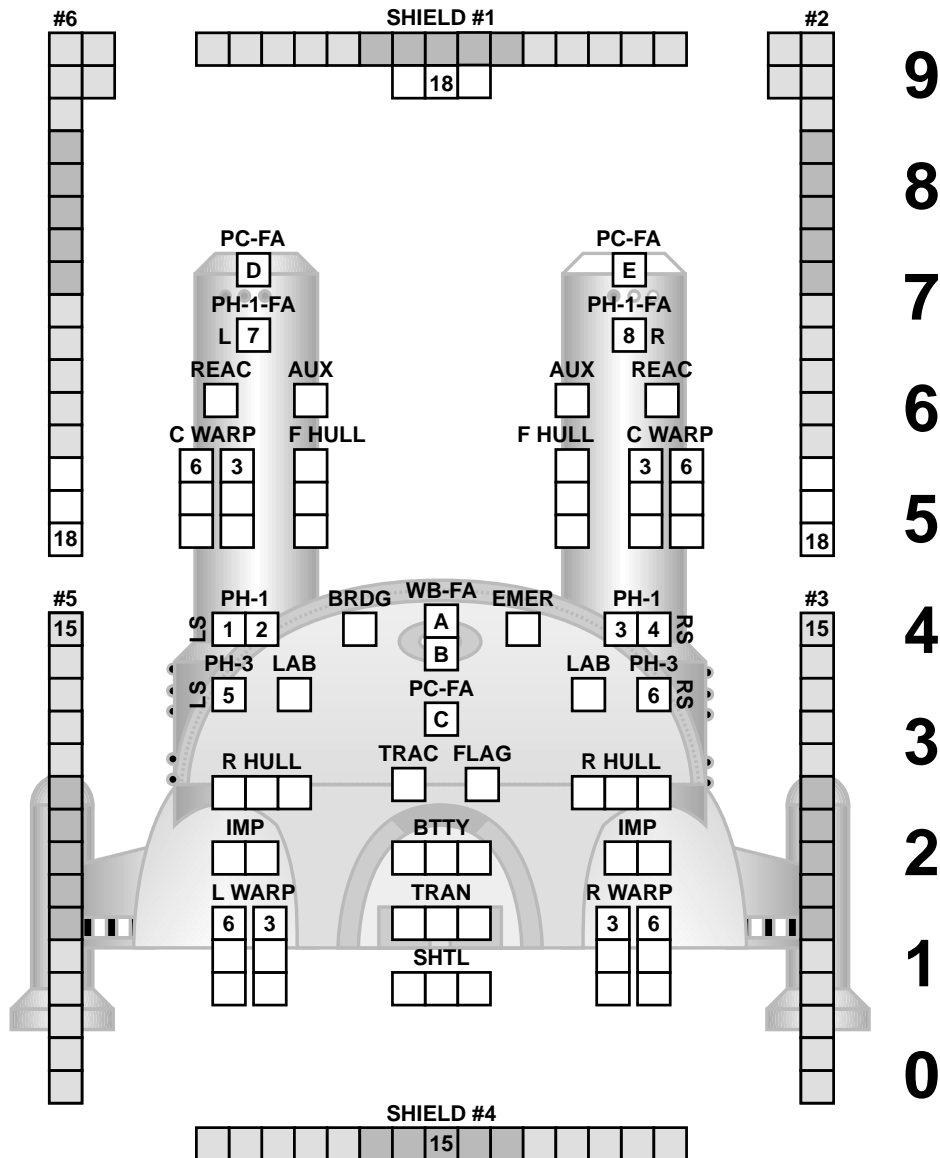 #6 SHIELD #1 #2
9
18
8
PC-FA PC-FA
D E
7
PH-1-FA PH-1-FA
L 7 8 R
REAC AUX AUX REAC
6
C WARP F HULL F HULL C WARP
6 3 3 6
5
18 18
#5 PH-1 BRDG WB-FA EMER PH-1 #3
15 LS 1 2 A 3 4 RS 15
4
B
PH-3 LAB LAB PH-3
LS 5 PC-FA 6 RS
C
3
R HULL TRAC FLAG R HULL
IMP BTTY IMP
2
L WARP TRAN R WARP
6 3 3 6
1
SHTL
0
SHIELD #4
15